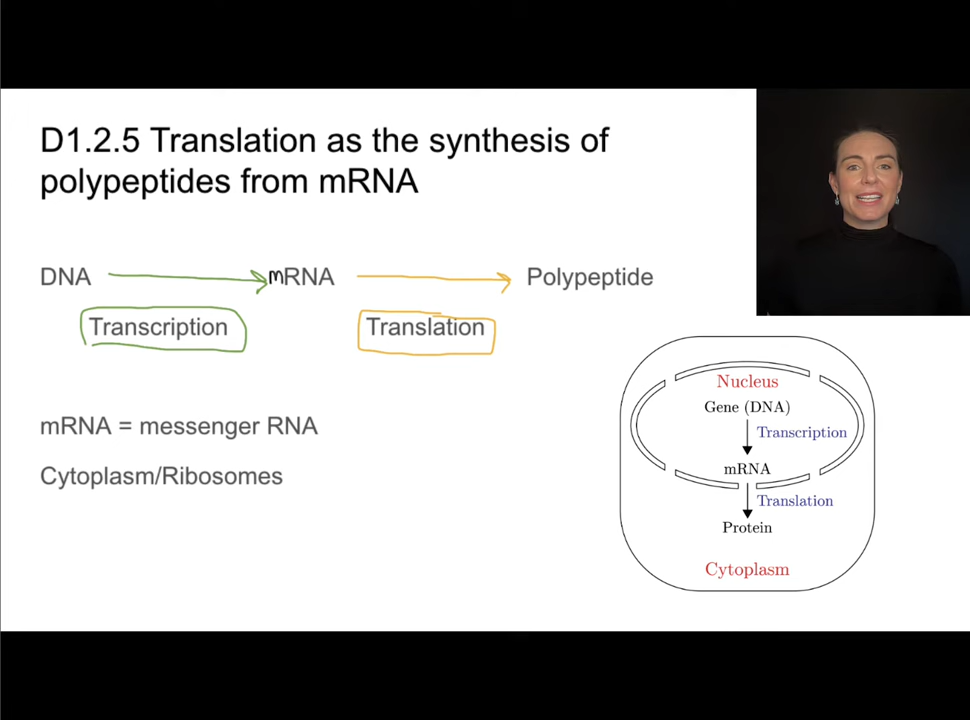 D1.2.5 Translation as the synthesis of
polypeptides from mRNA
DNA mRNA Polypeptide
Transcription Translation
mRNA = messenger RNA
Cytoplasm/Ribosomes
Nucleus
Gene (DNA)
Transcription
mRNA
Translation
Protein
Cytoplasm